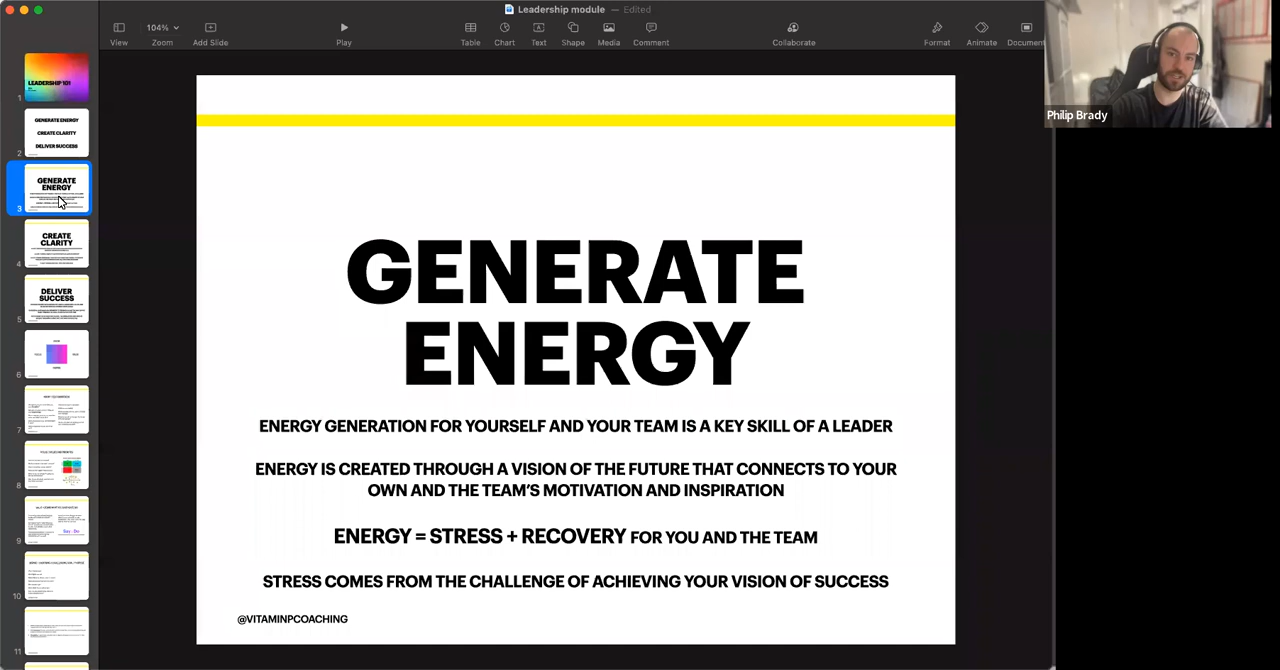 Leadership module — Edited
104%
View
Zoom
Add Slide
Play
Table
Chart
Text
Shape
Media
Comment
Collaborate
Format
Animate
Document
Philip Brady
LEADERSHIP 101
1
GENERATE ENERGY
CREATE CLARITY
DELIVER SUCCESS
2
GENERATE
ENERGY
3
CREATE
CLARITY
4
DELIVER
SUCCESS
5
6
7
8
Say : Do
9
10
11
GENERATE
ENERGY
ENERGY GENERATION FOR YOURSELF AND YOUR TEAM IS A KEY SKILL OF A LEADER
ENERGY IS CREATED THROUGH A VISION OF THE FUTURE THAT CONNECTS TO YOUR
OWN AND THE TEAM'S MOTIVATION AND INSPIRATION
ENERGY = STRESS + RECOVERY FOR YOU AND THE TEAM
STRESS COMES FROM THE CHALLENGE OF ACHIEVING YOUR VISION OF SUCCESS
@VITAMINPCOACHING